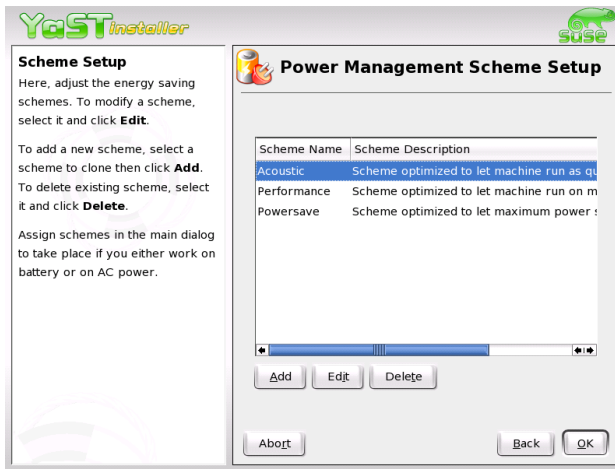 YaST installer
SUSE
Scheme Setup
Here, adjust the energy saving
schemes. To modify a scheme,
select it and click Edit.
To add a new scheme, select a
scheme to clone then click Add.
To delete existing scheme, select
it and click Delete.
Assign schemes in the main dialog
to take place if you either work on
battery or on AC power.
Power Management Scheme Setup
Scheme Name Scheme Description
Acoustic Scheme optimized to let machine run as qu
Performance Scheme optimized to let machine run on m
Powersave Scheme optimized to let maximum power s
Add Edit Delete
Abort Back OK